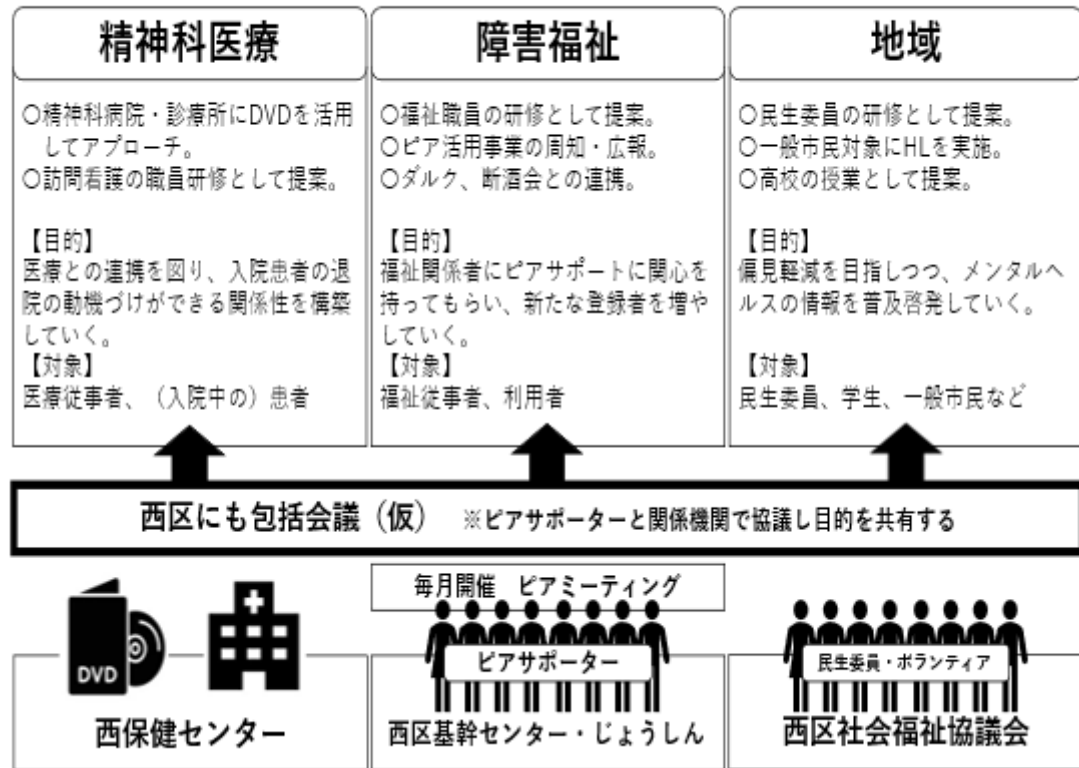 精神科医療
○精神科病院・診療所にDVDを活用
してアプローチ。
○訪問看護の職員研修として提案。
【目的】
医療との連携を図り、入院患者の退
院の動機づけができる関係性を構築
していく。
【対象】
医療従事者、（入院中の）患者
障害福祉
○福祉職員の研修として提案。
○ピア活用事業の周知・広報。
○ダルク、断酒会との連携。
【目的】
福祉関係者にピアサポートに関心を
持ってもらい、新たな登録者を増や
していく。
【対象】
福祉従事者、利用者
地域
○民生委員の研修として提案。
○一般市民対象にHLを実施。
○高校の授業として提案。
【目的】
偏見軽減を目指しつつ、メンタルヘ
ルスの情報を普及啓発していく。
【対象】
民生委員、学生、一般市民など
西区にも包括会議（仮） ※ピアサポーターと関係機関で協議し目的を共有する
DVD
西保健センター
毎月開催 ピアミーティング
ピアサポーター
西区基幹センター・じょうしん
民生委員・ボランティア
西区社会福祉協議会